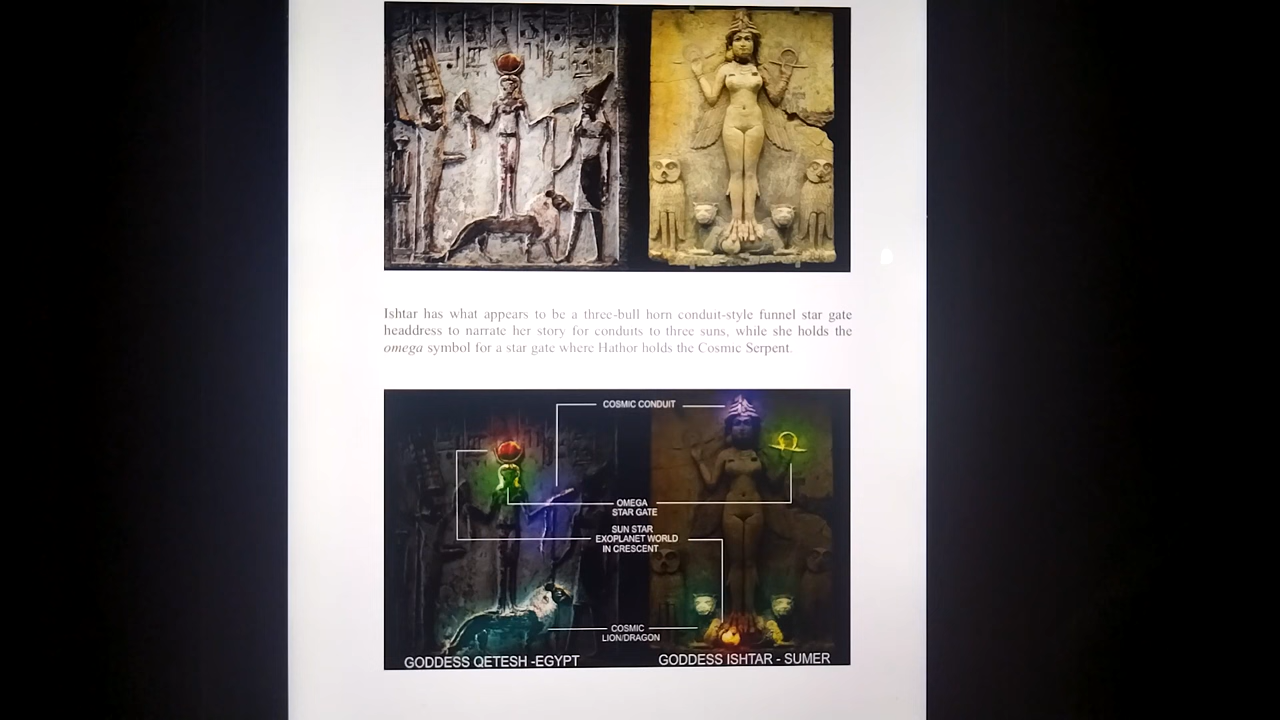 Ishtar has what appears to be a three-bull horn conduit-style funnel star gate
headdress to narrate her story for conduits to three suns, while she holds the
omega symbol for a star gate where Hathor holds the Cosmic Serpent.
COSMIC CONDUIT
OMEGA
STAR GATE
SUN STAR
EXOPLANET WORLD
IN CRESCENT
COSMIC
LION/DRAGON
GODDESS QETESH -EGYPT
GODDESS ISHTAR - SUMER